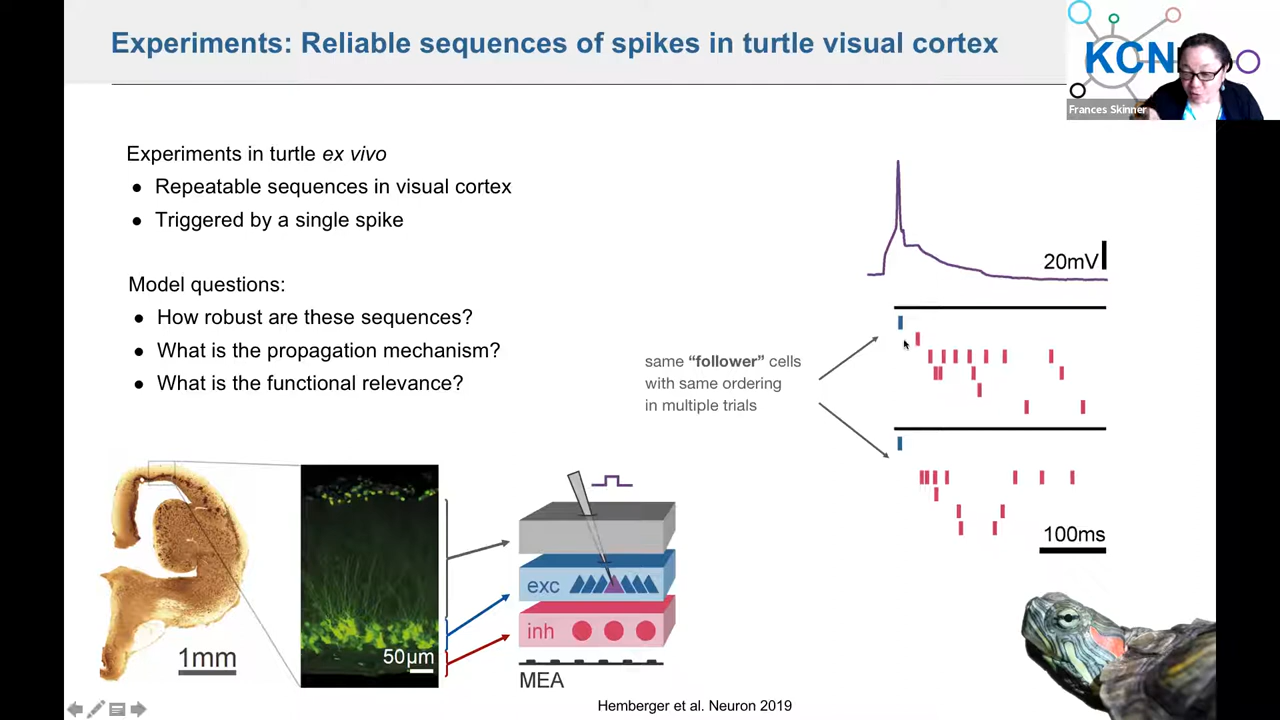 Experiments: Reliable sequences of spikes in turtle visual cortex
KCN
Frances Skinner
Experiments in turtle ex vivo
● Repeatable sequences in visual cortex
● Triggered by a single spike
Model questions:
● How robust are these sequences?
● What is the propagation mechanism?
● What is the functional relevance?
20mV
same “follower” cells
with same ordering
in multiple trials
100ms
1mm
50µm
exc
inh
MEA
Hemberger et al. Neuron 2019